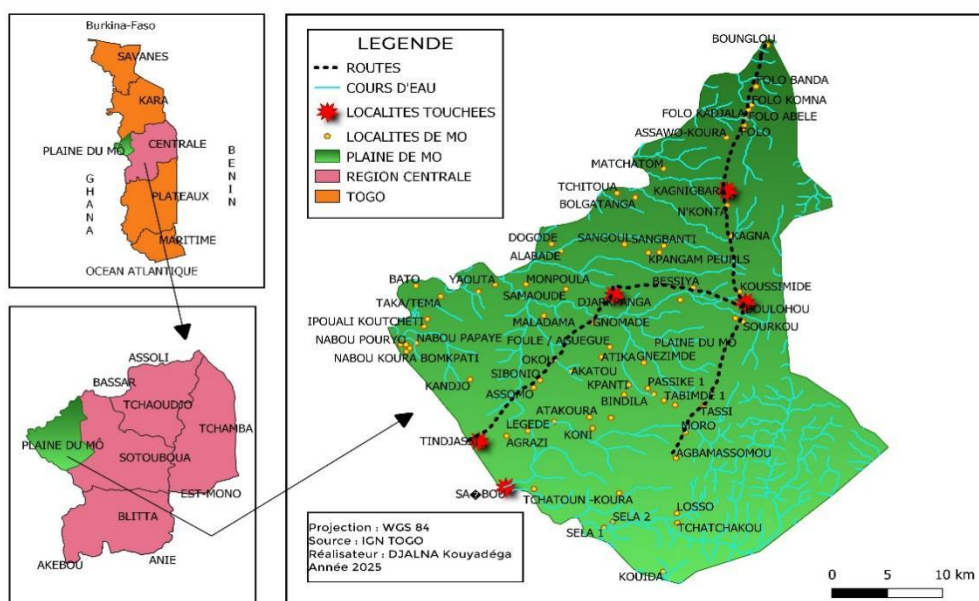 Burkina-Faso
SAVANES
KARA
PLAINE DU MO
CENTRALE
GHANA
BENIN
PLATEAUX
MARITIME
OCEAN ATLANTIQUE
ASSOLI
BASSAR
TCHAOUDJO
TCHAMBA
PLAINE DU MÔ
SOTOUBOUA
EST-MONO
BLITTA
ANIE
AKEBOU
LEGENDE
ROUTES
COURS D'EAU
LOCALITES TOUCHEES
LOCALITES DE MO
PLAINE DE MO
REGION CENTRALE
TOGO
BOUNGLOU
FOLO BANDA
FOLO KOMNA
FOLO KADJALA
FOLO ABELE
FOLO
ASSAWO-KOURA
MATCHATOM
KAGNIGBARA
TCHITOUA
BOLGATANGA
N'KONTA
KAGNA
DOGODE
SANGOUL
SANGBANTI
ALABADE
KPANGAM PEUHLS
BATO
YAOUTA
MONPOULA
BESSIYA
KOUSSIMIDE
TAKA/TEMA
SAMAOUDE
DJARKPANGA
BOULOHOU
IPOUALI KOUTCHETI
MALADAMA
GNOMADE
SOURKOU
NABOU POURYO
NABOU PAPAYE
FOULE / AGUEGUE
PLAINE DU MO
NABOU KOURA
BOMKPATI
OKOU
ATIKA
GNEZIMDE
SIBONIO
AKATOU
KANDJO
ASSOMO
KPANTI
PASSIKE 1
BINDILA
TABIMDE 1
ATAKOURA
TASSI
LEGEDE
MORO
TINDJASS
AGRAZI
KONI
AGBAMASSOMOU
SA�BOU
TCHATOUN -KOURA
LOSSO
SELA 2
SELA 1
TCHATCHAKOU
KOUIDA
Projection : WGS 84
Source : IGN TOGO
Réalisateur : DJALNA Kouyadéga
Année 2025
0 5 10 km